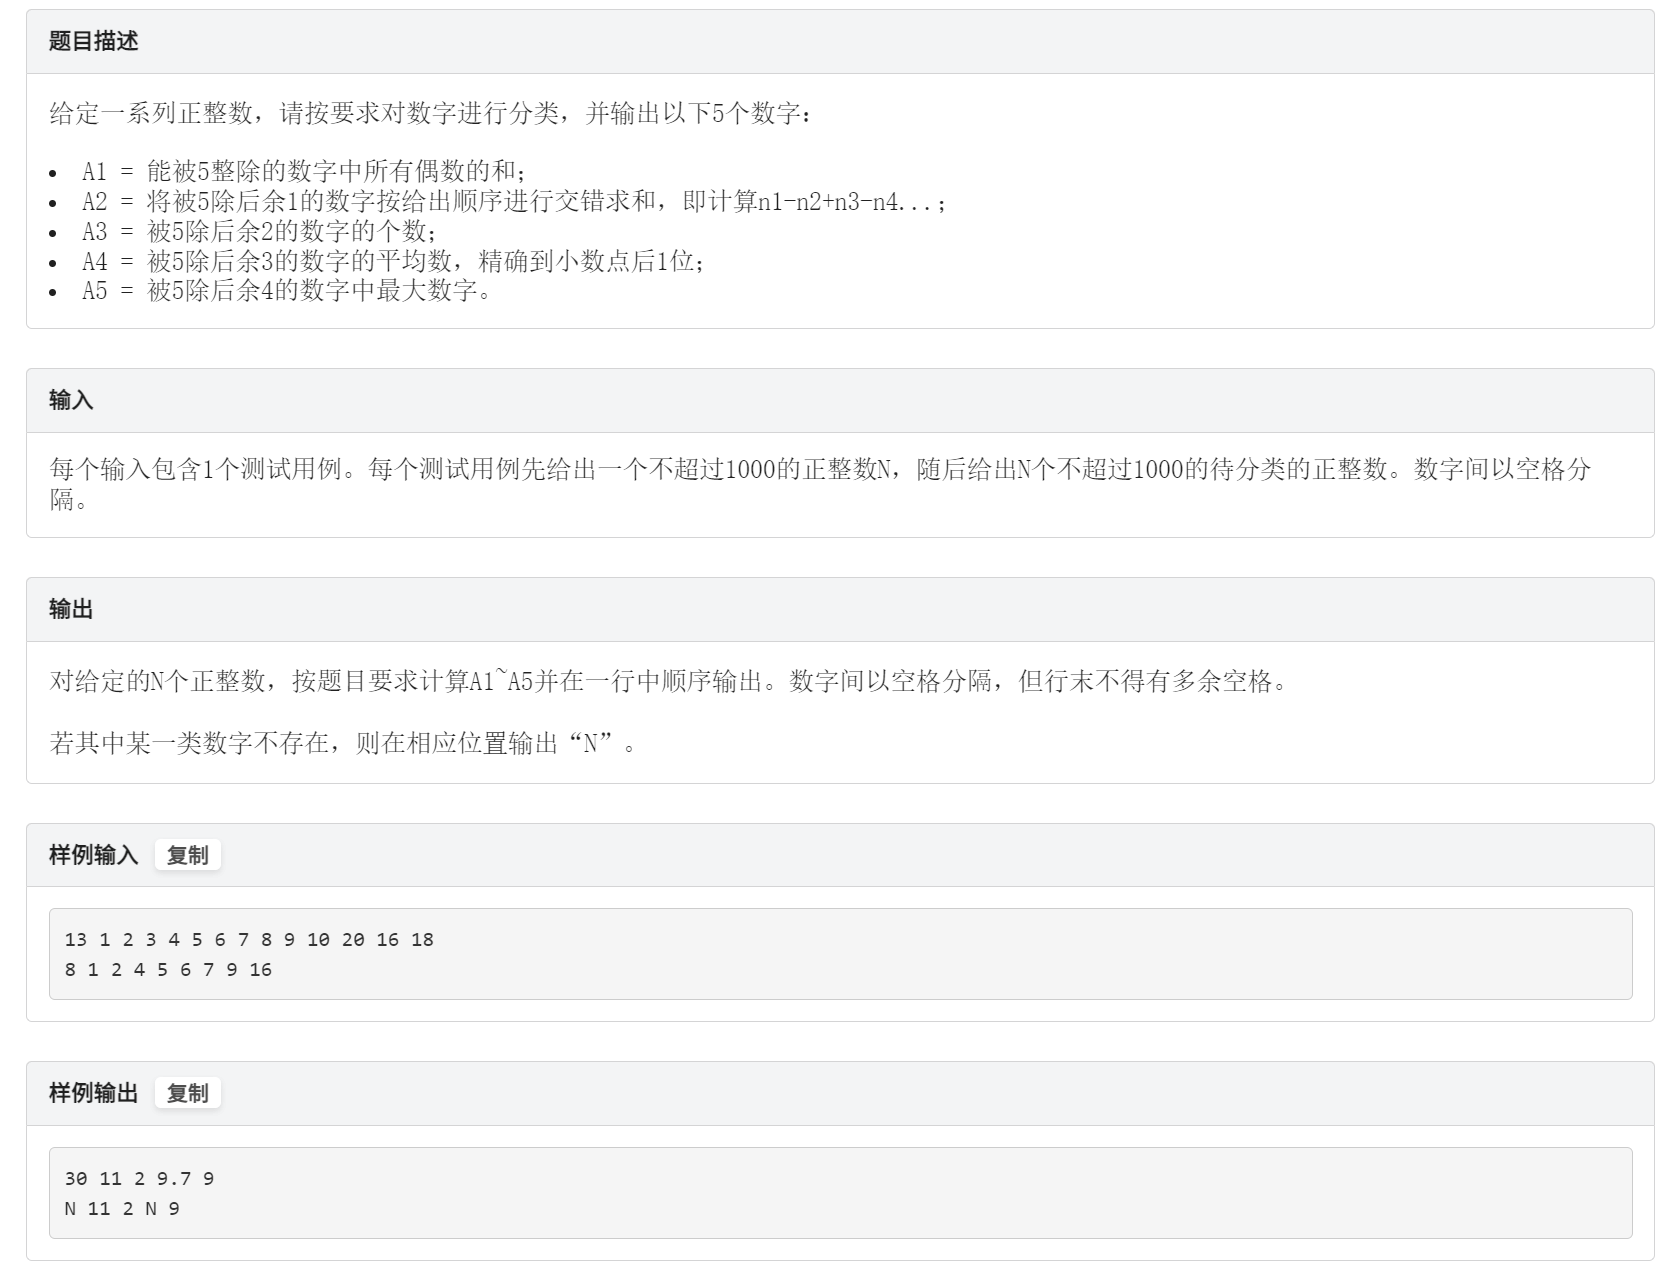 题目描述
给定一系列正整数，请按要求对数字进行分类，并输出以下5个数字：
• A1 = 能被5整除的数字中所有偶数的和；
• A2 = 将被5除后余1的数字按给出顺序进行交错求和，即计算n1-n2+n3-n4...；
• A3 = 被5除后余2的数字的个数；
• A4 = 被5除后余3的数字的平均数，精确到小数点后1位；
• A5 = 被5除后余4的数字中最大数字。
输入
每个输入包含1个测试用例。每个测试用例先给出一个不超过1000的正整数N，随后给出N个不超过1000的待分类的正整数。数字间以空格分
隔。
输出
对给定的N个正整数，按题目要求计算A1~A5并在一行中顺序输出。数字间以空格分隔，但行末不得有多余空格。
若其中某一类数字不存在，则在相应位置输出“N”。
样例输入 复制
13 1 2 3 4 5 6 7 8 9 10 20 16 18
8 1 2 4 5 6 7 9 16
样例输出 复制
30 11 2 9.7 9
N 11 2 N 9